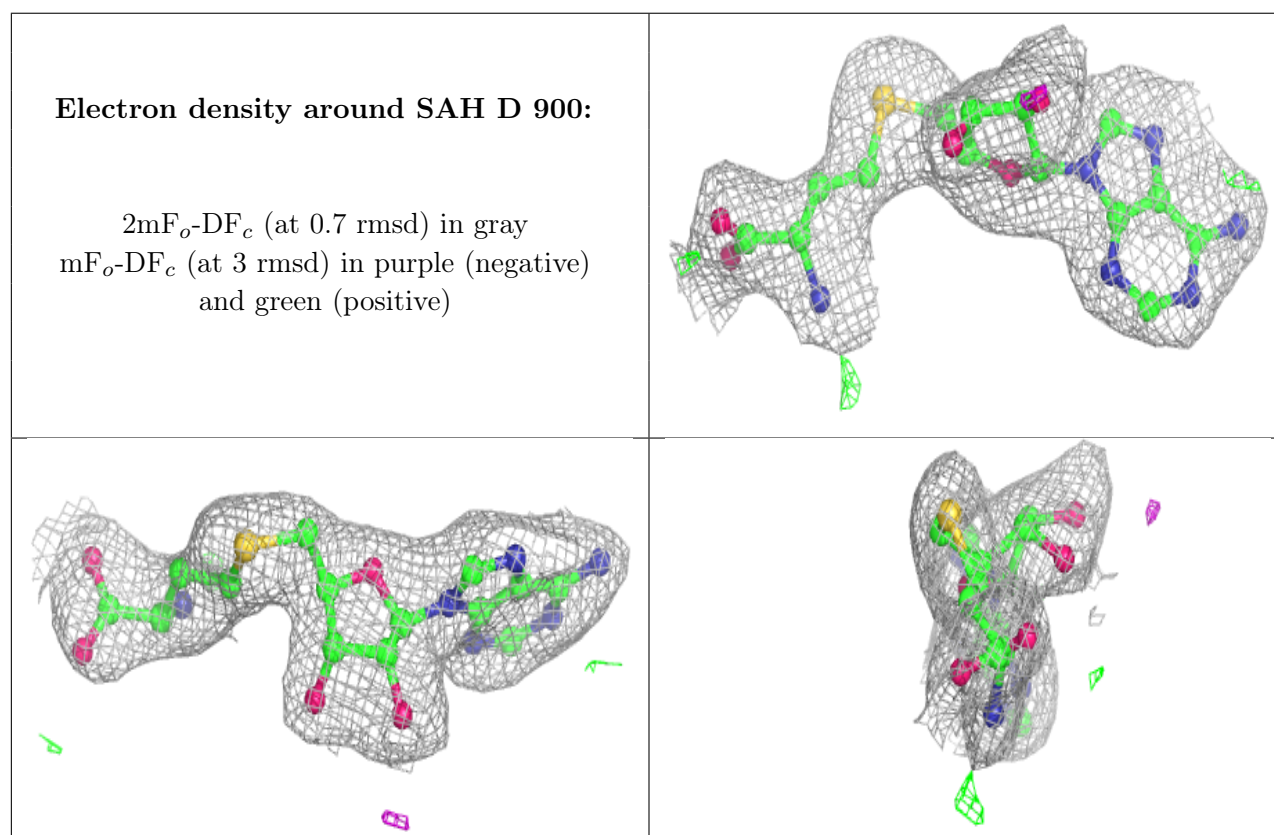 Electron density around SAH D 900:
2mFo-DFc (at 0.7 rmsd) in gray
mFo-DFc (at 3 rmsd) in purple (negative)
and green (positive)